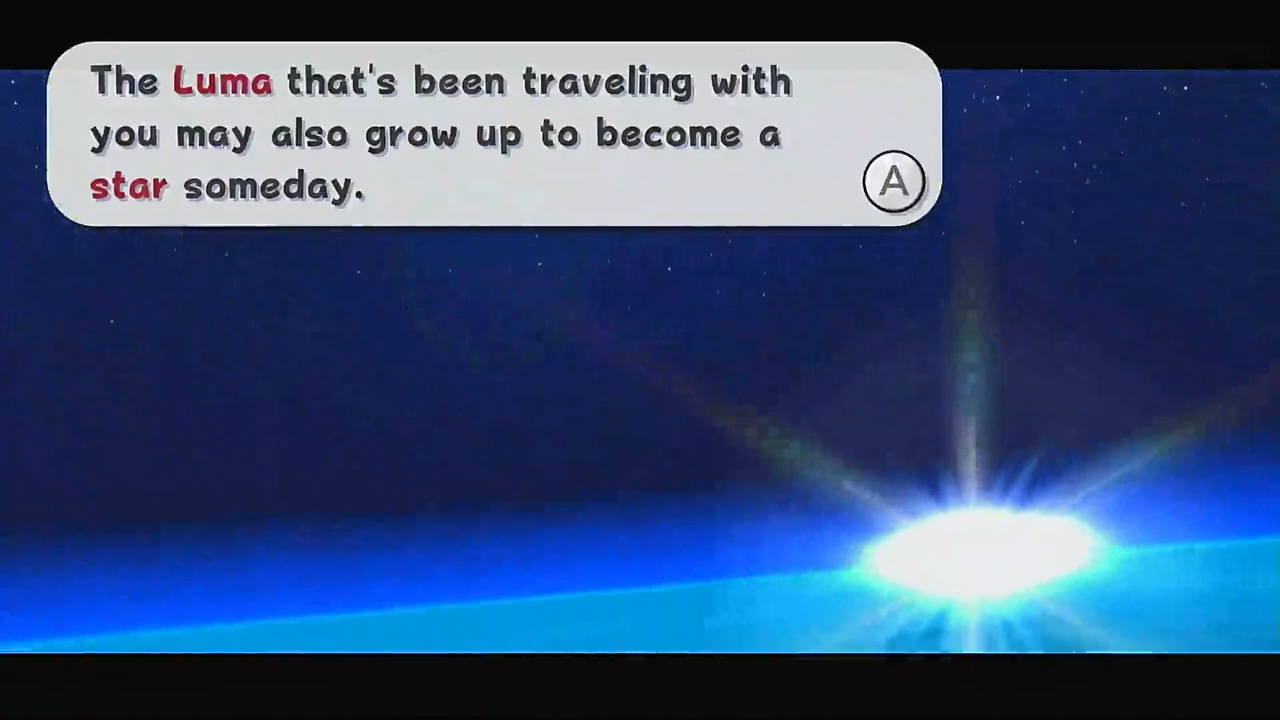 The Luma that's been traveling with
you may also grow up to become a
star someday.
A